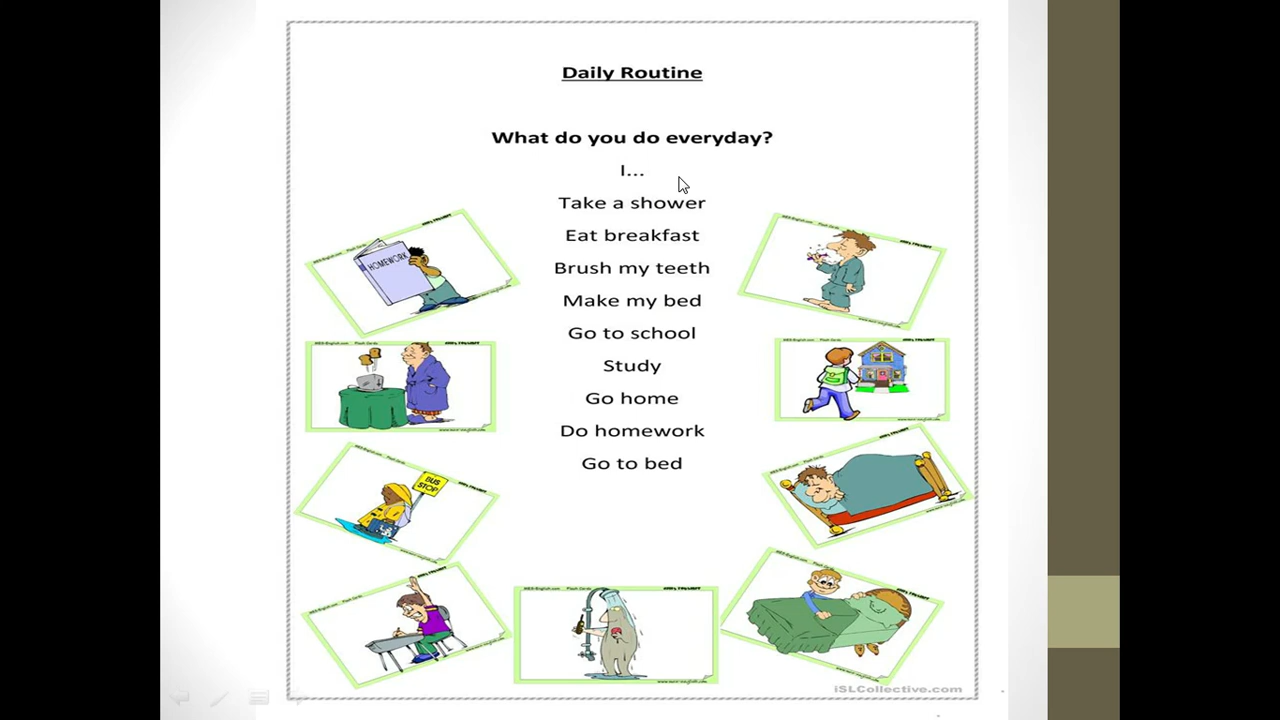 Daily Routine
What do you do everyday?
I...
Take a shower
Eat breakfast
Brush my teeth
Make my bed
Go to school
Study
Go home
Do homework
Go to bed
HOMEWORK
BUS
STOP
iSLCollective.com